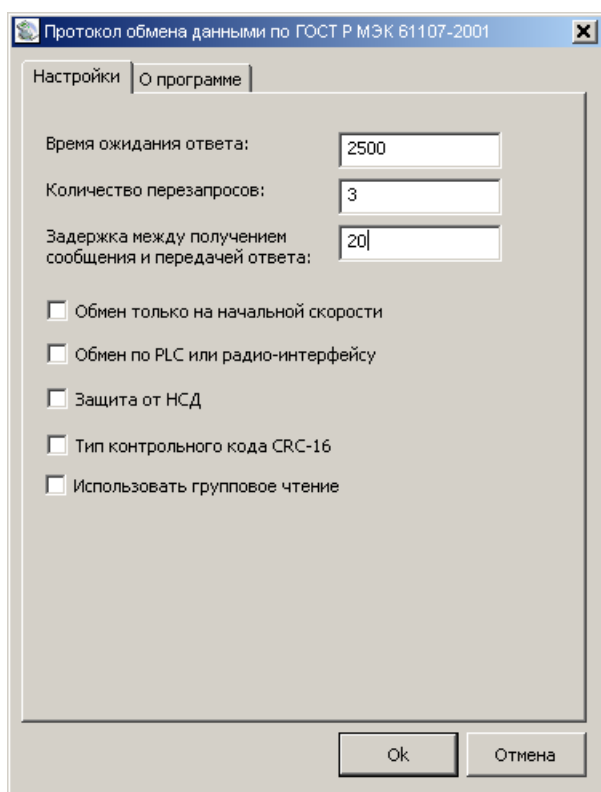 Протокол обмена данными по ГОСТ Р МЭК 61107-2001
Настройки
О программе
Время ожидания ответа:
2500
Количество перезапросов:
3
Задержка между получением
сообщения и передачей ответа:
20
Обмен только на начальной скорости
Обмен по PLC или радио-интерфейсу
Защита от НСД
Тип контрольного кода CRC-16
Использовать групповое чтение
Ok
Отмена